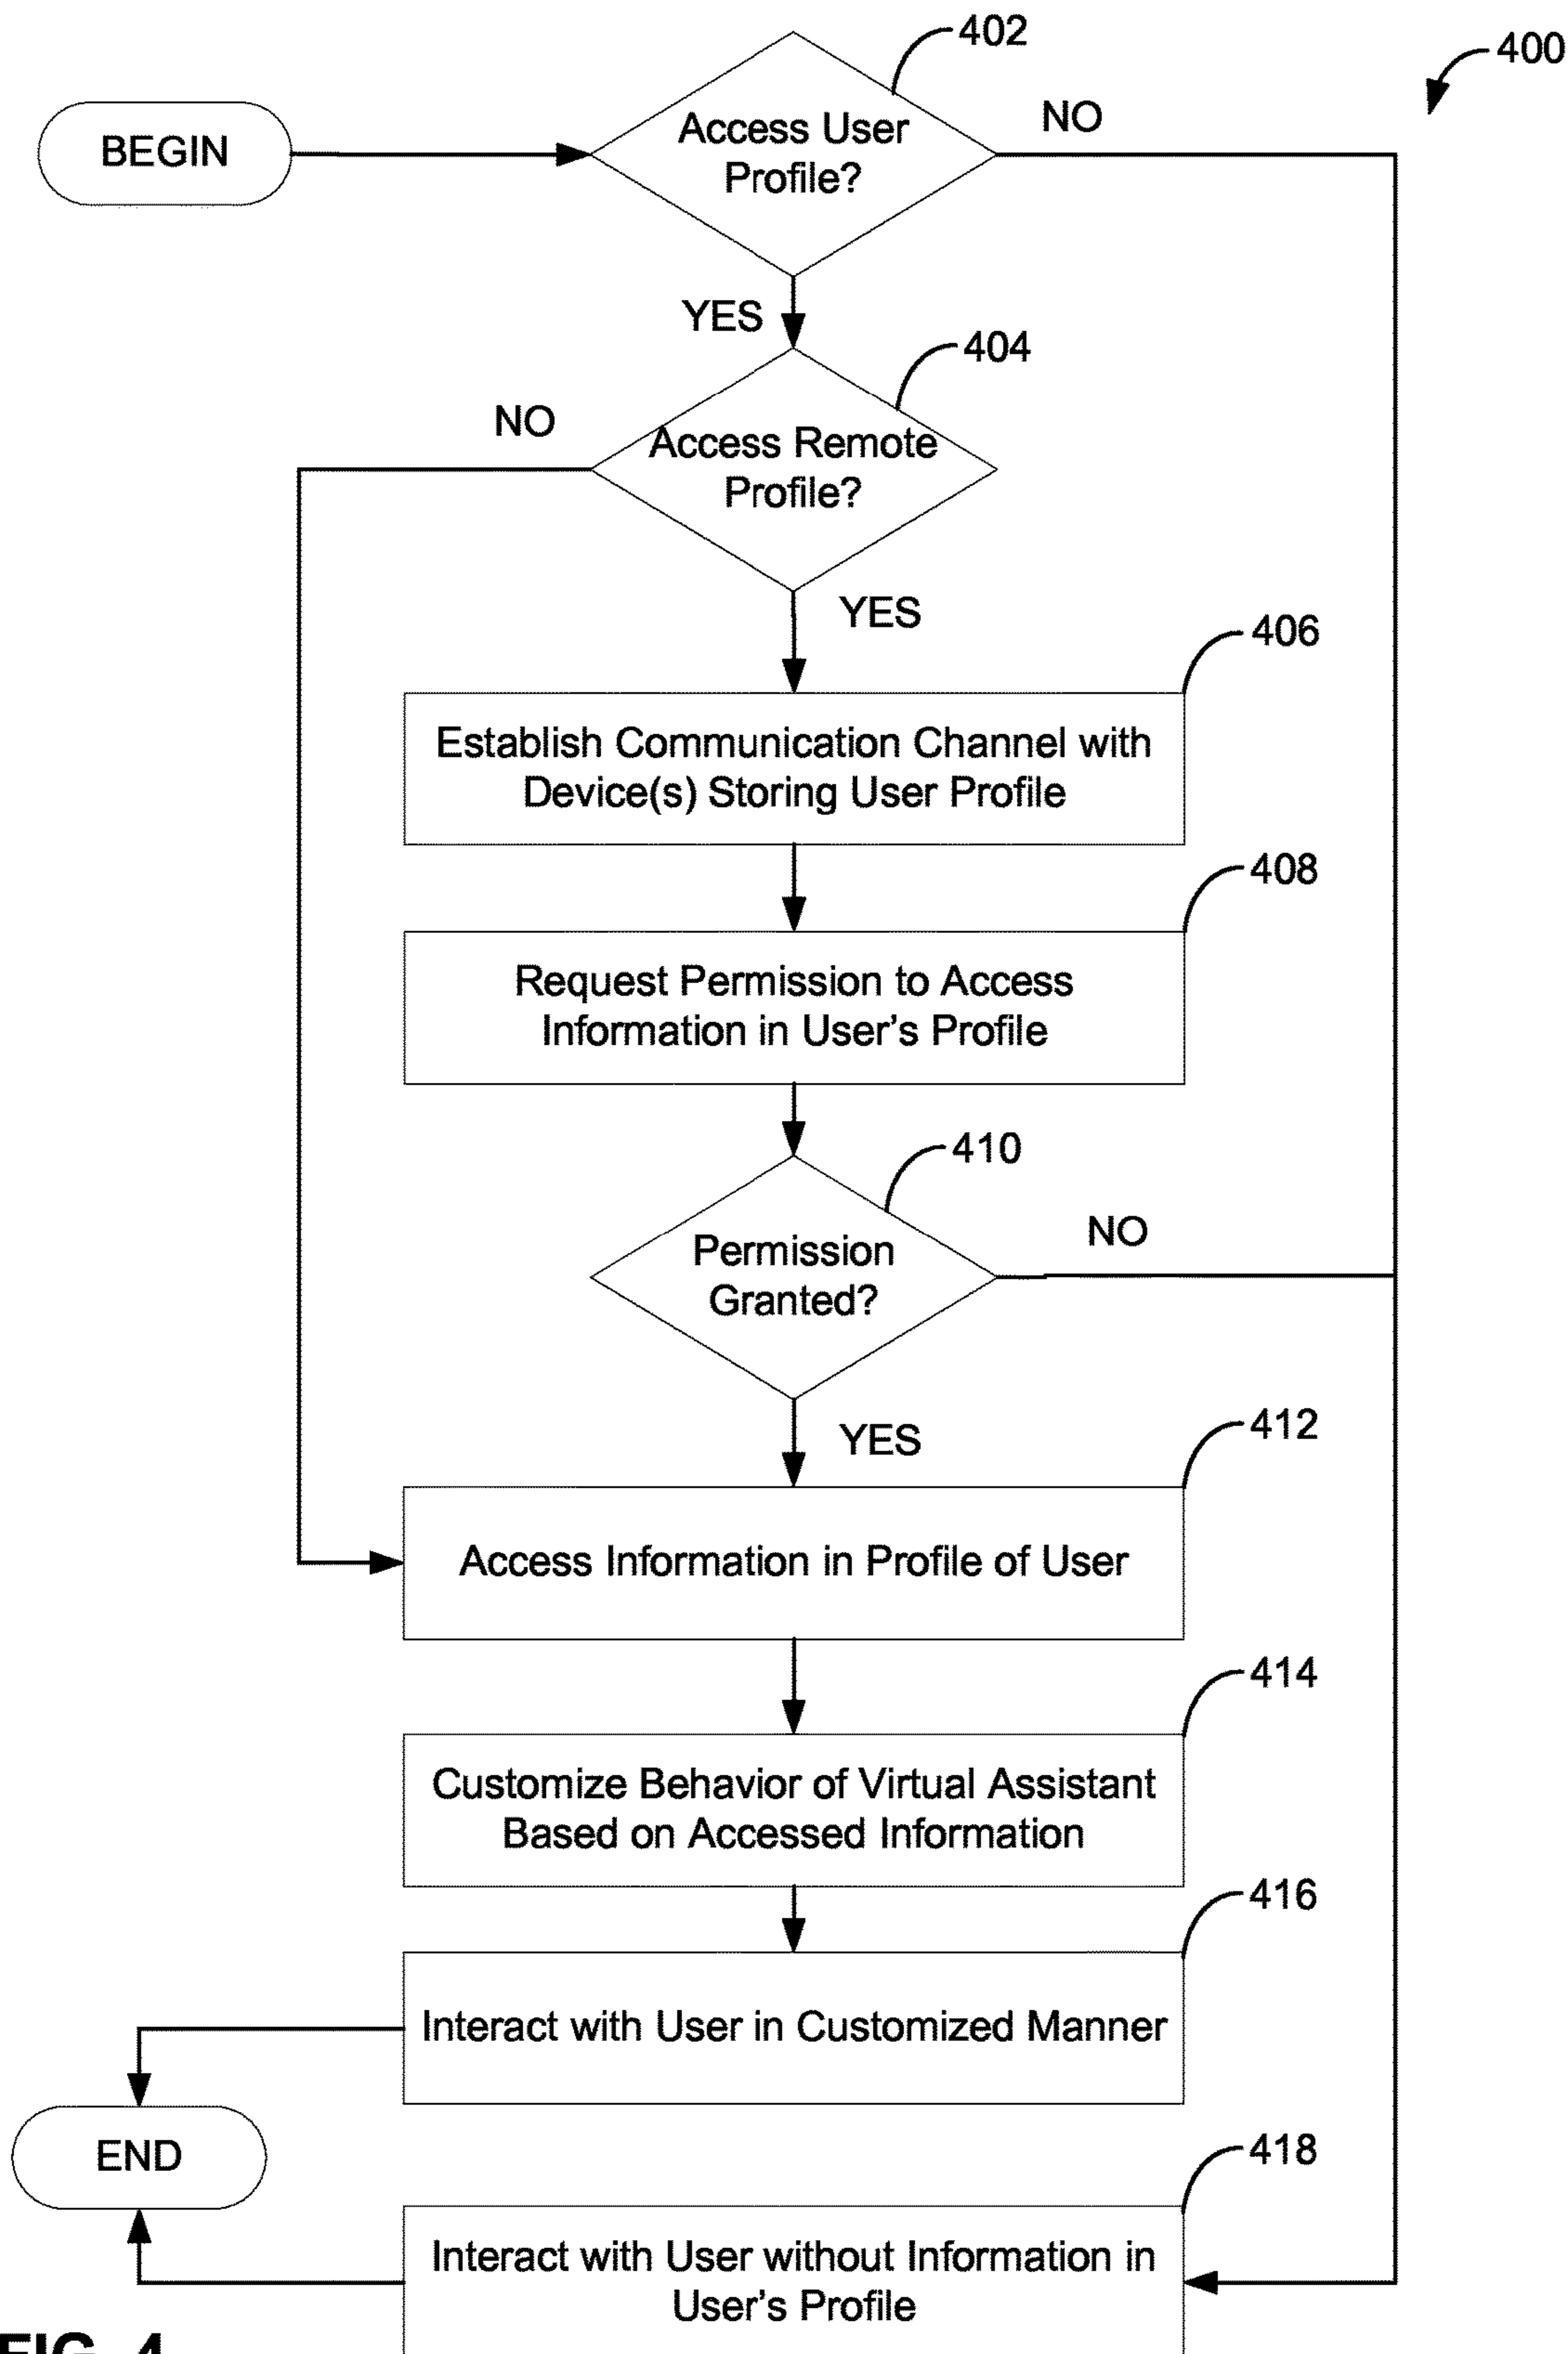 402
400
BEGIN
Access User
Profile?
NO
YES
404
NO
Access Remote
Profile?
YES
406
Establish Communication Channel with
Device(s) Storing User Profile
408
Request Permission to Access
Information in User's Profile
410
Permission
Granted?
NO
YES
412
Access Information in Profile of User
414
Customize Behavior of Virtual Assistant
Based on Accessed Information
416
Interact with User in Customized Manner
END
418
Interact with User without Information in
User's Profile
FIG. 4